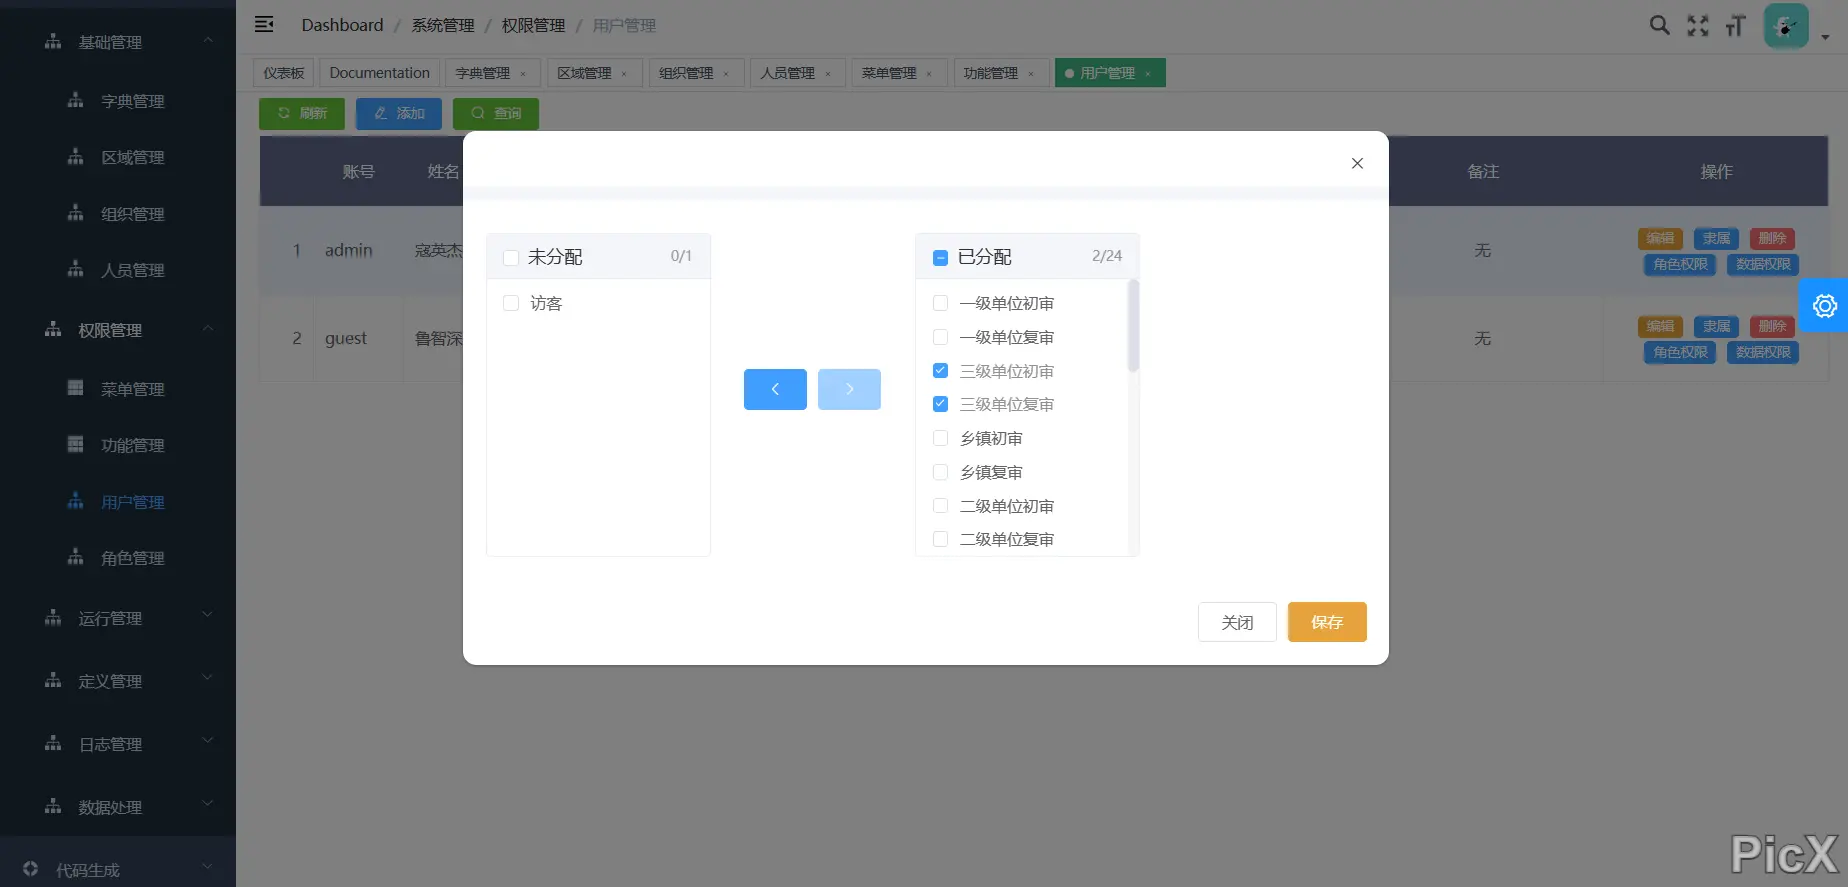 基础管理
字典管理
区域管理
组织管理
人员管理
权限管理
菜单管理
功能管理
用户管理
角色管理
运行管理
定义管理
日志管理
数据处理
代码生成
Dashboard / 系统管理 / 权限管理 / 用户管理
仪表板 Documentation 字典管理 × 区域管理 × 组织管理 × 人员管理 × 菜单管理 × 功能管理 × 用户管理 ×
刷新 添加 查询
账号 姓名 备注 操作
1 admin 寇英杰 无 编辑 隶属 删除
角色权限 数据权限
2 guest 鲁智深 无 编辑 隶属 删除
角色权限 数据权限
未分配 0/1
访客
已分配 2/24
一级单位初审
一级单位复审
三级单位初审
三级单位复审
乡镇初审
乡镇复审
二级单位初审
二级单位复审
关闭 保存
PicX